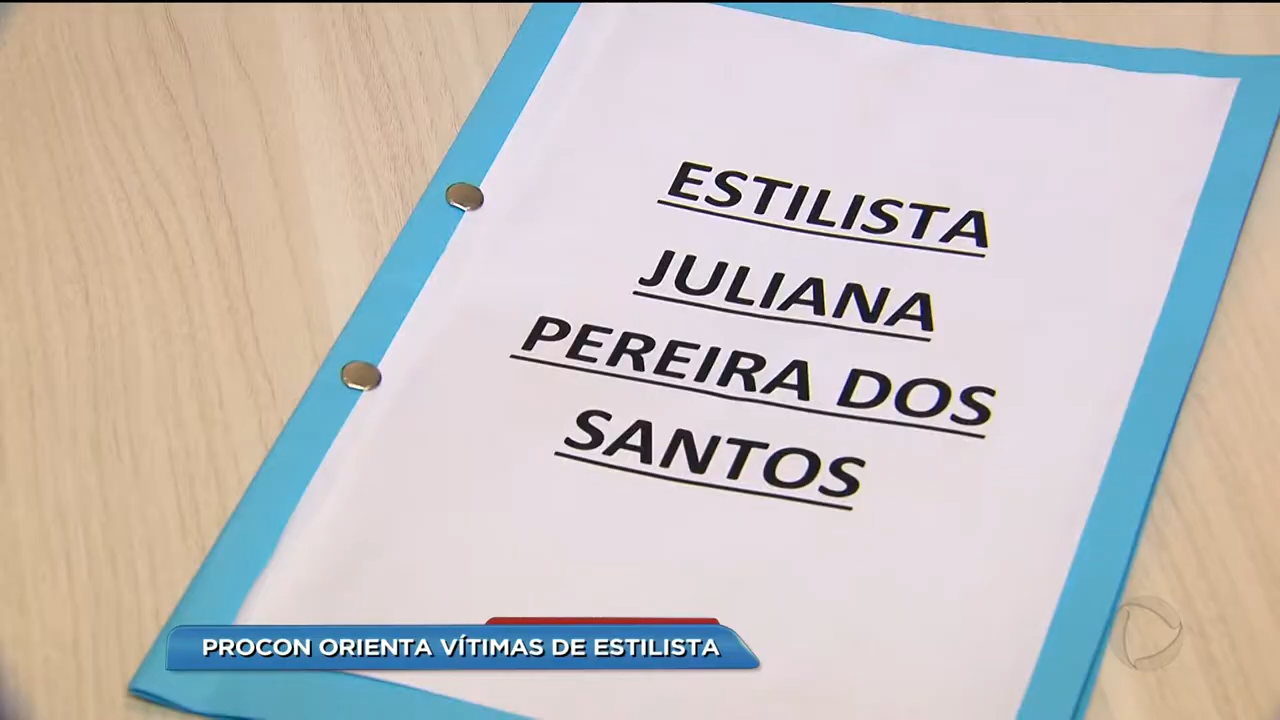 ESTILISTA
JULIANA
PEREIRA DOS
SANTOS
PROCON ORIENTA VÍTIMAS DE ESTILISTA